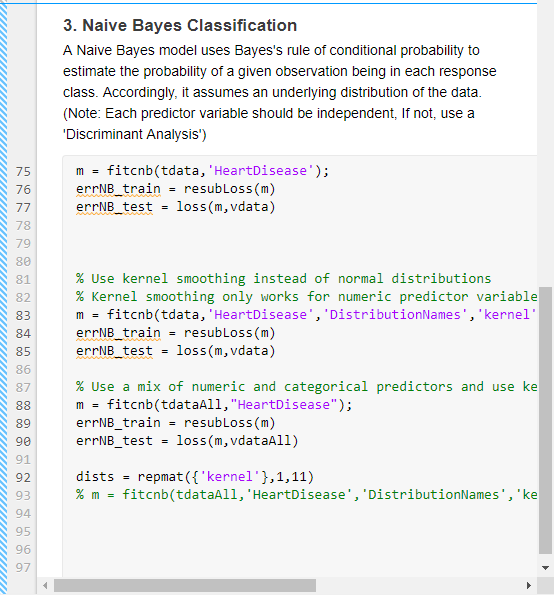 3. Naive Bayes Classification
A Naive Bayes model uses Bayes's rule of conditional probability to
estimate the probability of a given observation being in each response
class. Accordingly, it assumes an underlying distribution of the data.
(Note: Each predictor variable should be independent, If not, use a
'Discriminant Analysis')
75 m = fitcnb(tdata,'HeartDisease');
76 errNB_train = resubLoss(m)
77 errNB_test = loss(m,vdata)
78
79
80
81 % Use kernel smoothing instead of normal distributions
82 % Kernel smoothing only works for numeric predictor variable
83 m = fitcnb(tdata,'HeartDisease','DistributionNames','kernel'
84 errNB_train = resubLoss(m)
85 errNB_test = loss(m,vdata)
86
87 % Use a mix of numeric and categorical predictors and use ke
88 m = fitcnb(tdataAll,"HeartDisease");
89 errNB_train = resubLoss(m)
90 errNB_test = loss(m,vdataAll)
91
92 dists = repmat({'kernel'},1,11)
93 % m = fitcnb(tdataAll,'HeartDisease','DistributionNames','ke
94
95
96
97